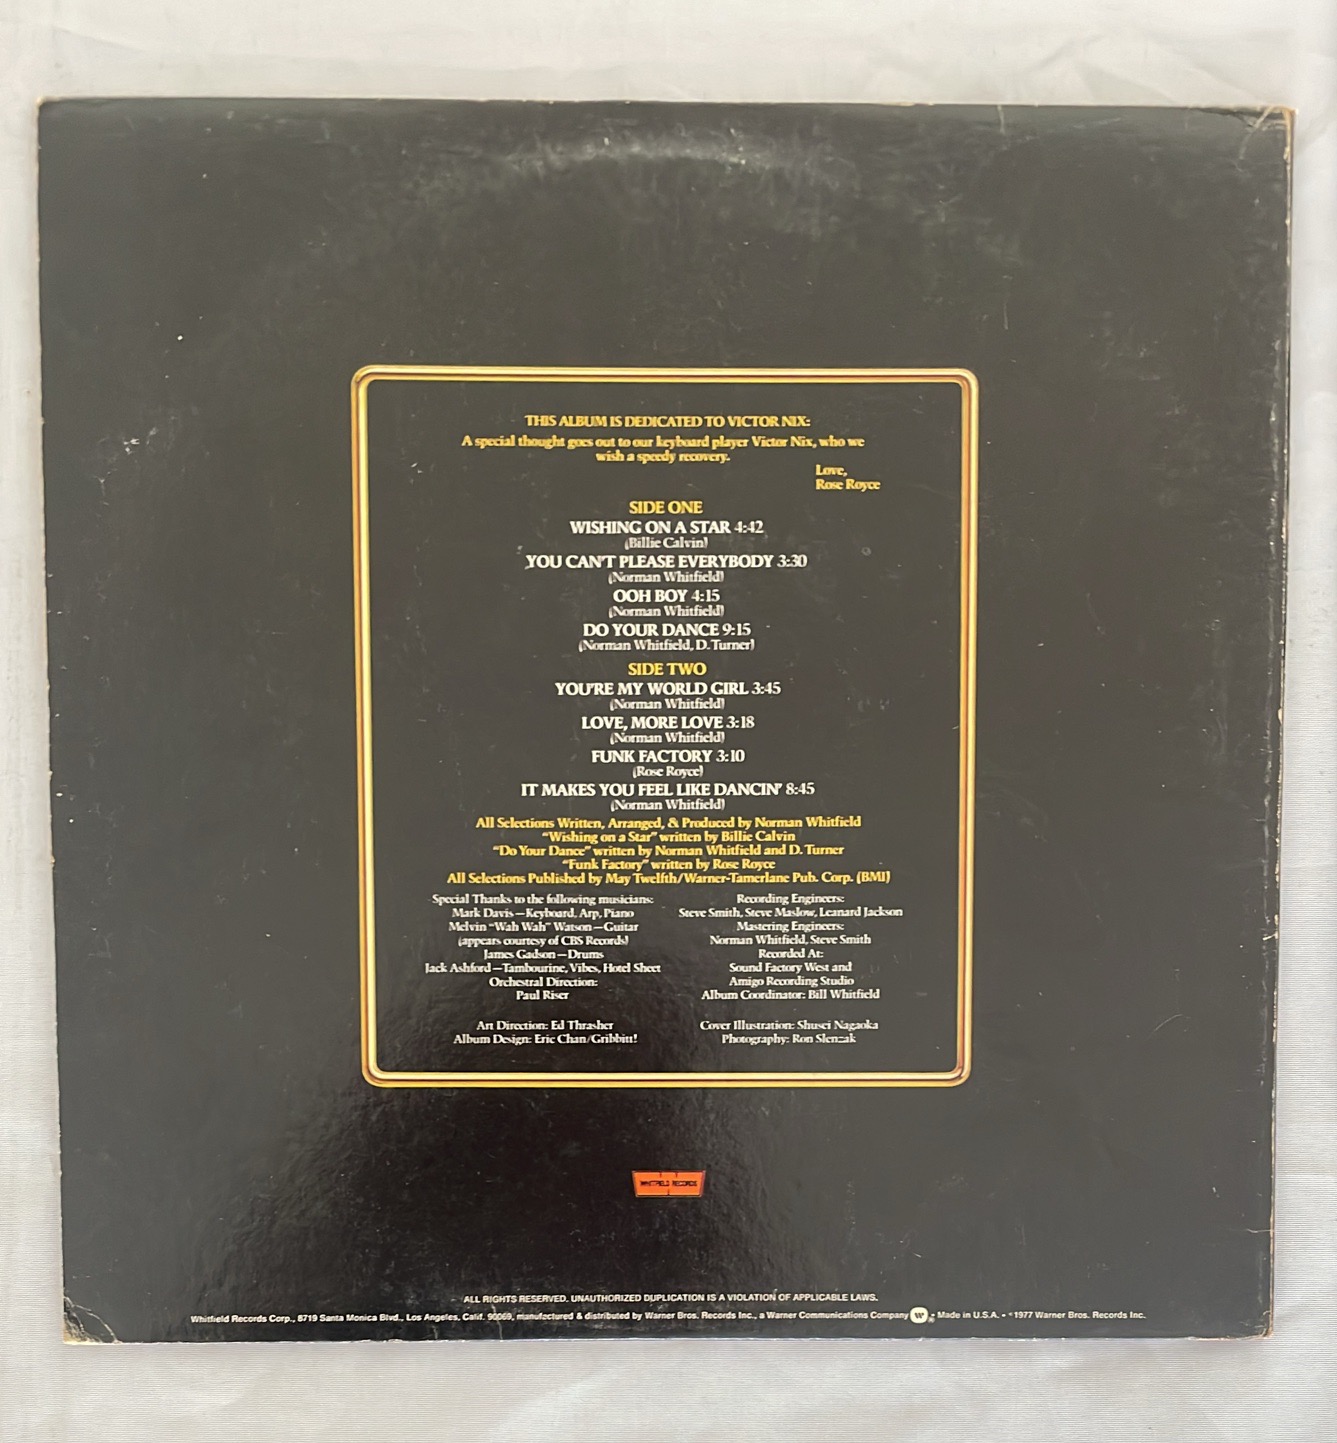 THIS ALBUM IS DEDICATED TO VICTOR NIX:
A special thought goes out to our keyboard player Victor Nix, who we
wish a speedy recovery.
Love,
Rose Royce
SIDE ONE
WISHING ON A STAR 4:42
(Billie Calvin)
YOU CAN'T PLEASE EVERYBODY 3:30
(Norman Whitfield)
OOH BOY 4:15
(Norman Whitfield)
DO YOUR DANCE 9:15
(Norman Whitfield, D. Turner)
SIDE TWO
YOU'RE MY WORLD GIRL 3:45
(Norman Whitfield)
LOVE, MORE LOVE 3:18
(Norman Whitfield)
FUNK FACTORY 3:10
(Rose Royce)
IT MAKES YOU FEEL LIKE DANCIN' 8:45
(Norman Whitfield)
All Selections Written, Arranged, & Produced by Norman Whitfield
"Wishing on a Star" written by Billie Calvin
"Do Your Dance" written by Norman Whitfield and D. Turner
"Funk Factory" written by Rose Royce
All Selections Published by May Twelfth/Warner-Tamerlane Pub. Corp. (BMI)
Special Thanks to the following musicians:
Mark Davis—Keyboard, Arp, Piano
Melvin "Wah Wah" Watson—Guitar
(appears courtesy of CBS Records)
James Gadson—Drums
Jack Ashford—Tambourine, Vibes, Hotel Sheet
Orchestral Direction:
Paul Riser
Art Direction: Ed Thrasher
Album Design: Eric Chan/Gribbitt!
Recording Engineers:
Steve Smith, Steve Maslow, Leanard Jackson
Mastering Engineers:
Norman Whitfield, Steve Smith
Recorded At:
Sound Factory West and
Amigo Recording Studio
Album Coordinator: Bill Whitfield
Cover Illustration: Shusei Nagaoka
Photography: Ron Slenzak
WHITFIELD RECORDS
ALL RIGHTS RESERVED. UNAUTHORIZED DUPLICATION IS A VIOLATION OF APPLICABLE LAWS.
Whitfield Records Corp., 8719 Santa Monica Blvd., Los Angeles, Calif. 90069, manufactured & distributed by Warner Bros. Records Inc., a Warner Communications Company W ® • Made in U.S.A. • ©1977 Warner Bros. Records Inc.